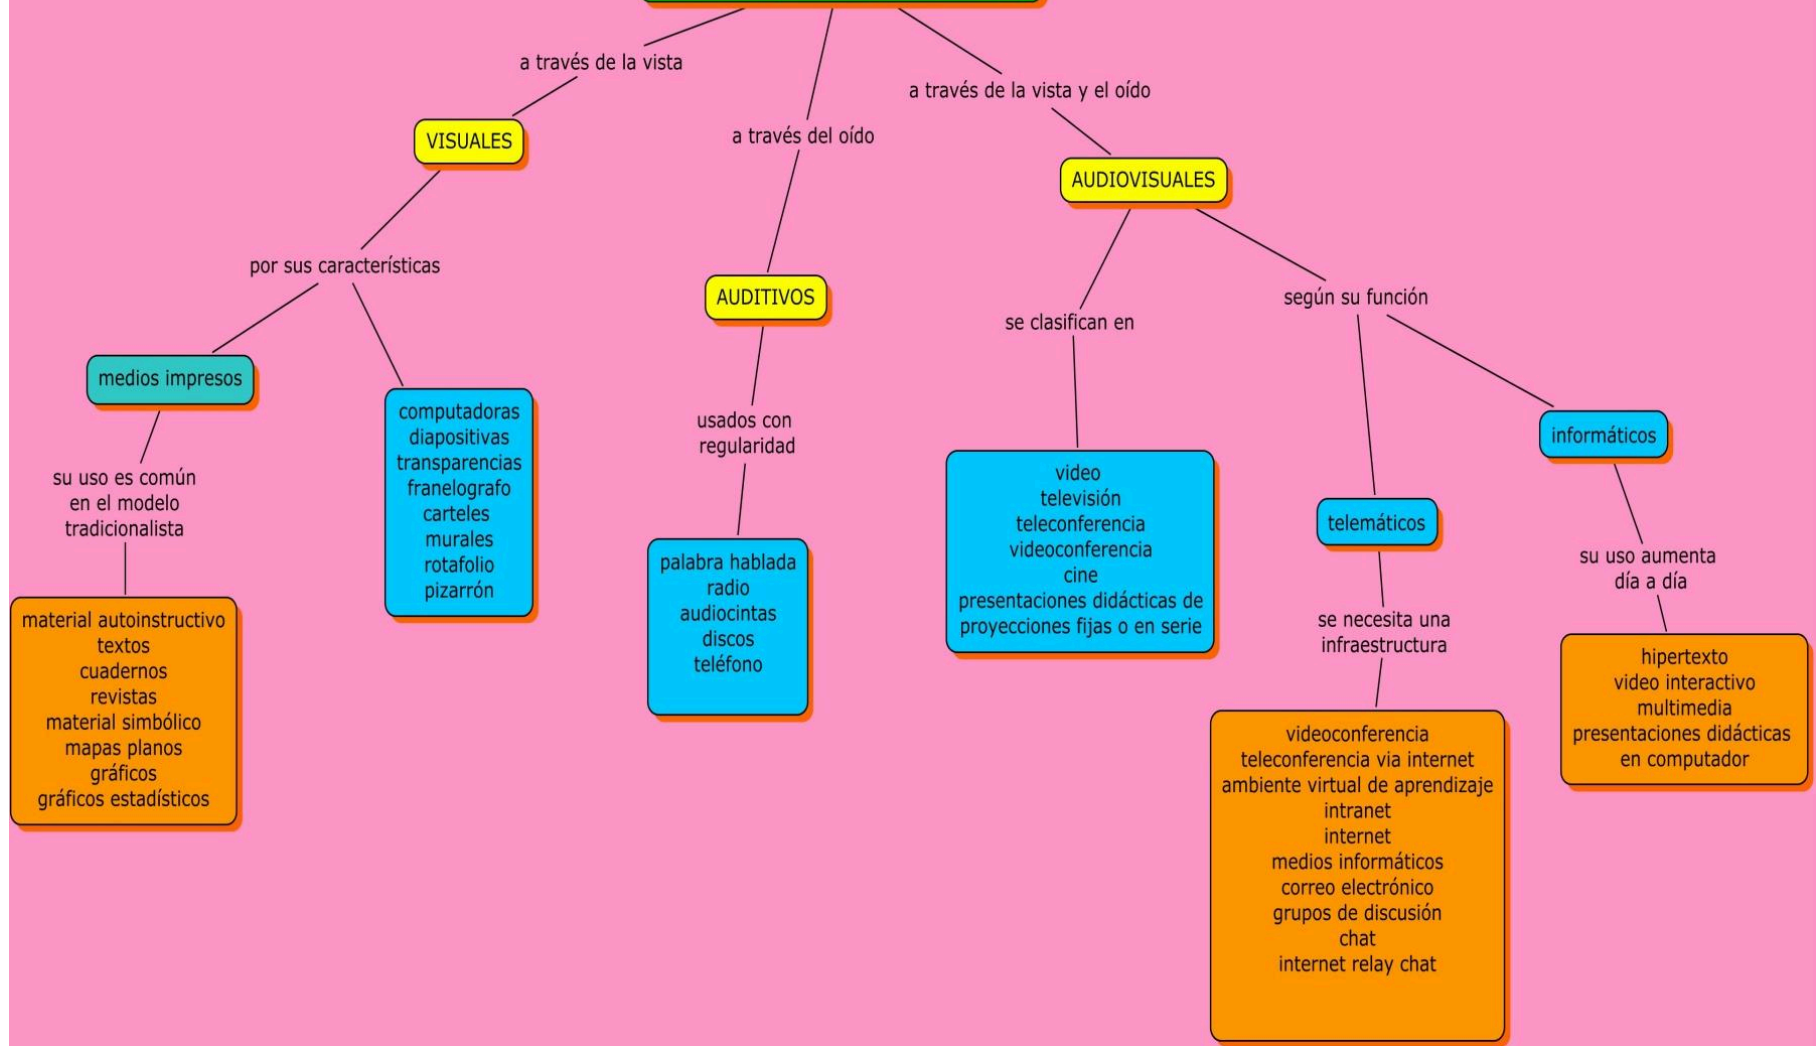 a través de la vista
VISUALES
por sus características
medios impresos
su uso es común
en el modelo
tradicionalista
material autoinstructivo
textos
cuadernos
revistas
material simbólico
mapas planos
gráficos
gráficos estadísticos
computadoras
diapositivas
transparencias
franelografo
carteles
murales
rotafolio
pizarrón
a través del oído
AUDITIVOS
usados con
regularidad
palabra hablada
radio
audiocintas
discos
teléfono
a través de la vista y el oído
AUDIOVISUALES
se clasifican en
video
televisión
teleconferencia
videoconferencia
cine
presentaciones didácticas de
proyecciones fijas o en serie
según su función
telemáticos
se necesita una
infraestructura
videoconferencia
teleconferencia via internet
ambiente virtual de aprendizaje
intranet
internet
medios informáticos
correo electrónico
grupos de discusión
chat
internet relay chat
informáticos
su uso aumenta
día a día
hipertexto
video interactivo
multimedia
presentaciones didácticas
en computador